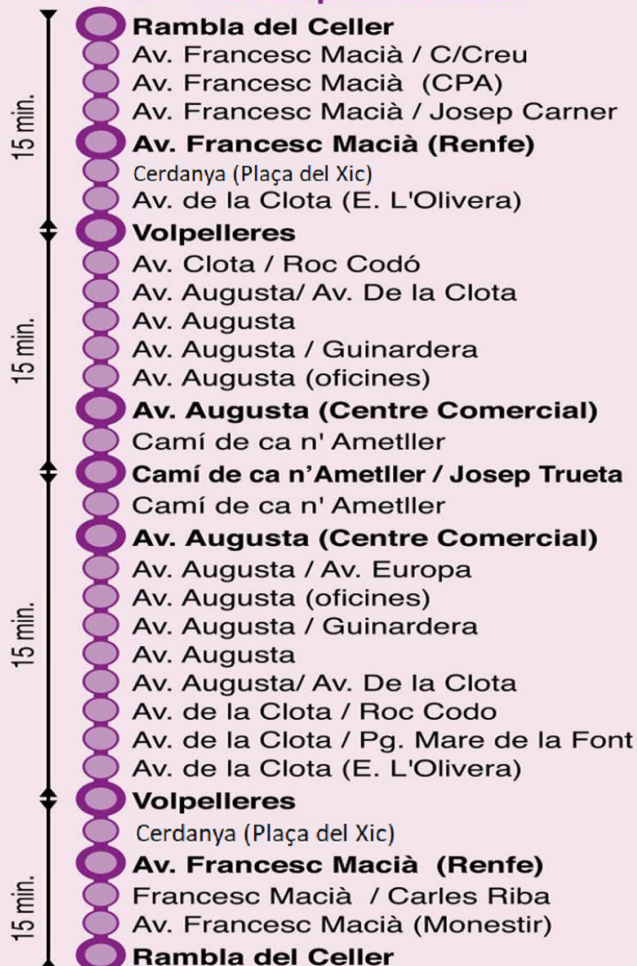 Rambla del Celler
Av. Francesc Macià / C/Creu
Av. Francesc Macià (CPA)
Av. Francesc Macià / Josep Carner
15 min.
Av. Francesc Macià (Renfe)
Cerdanya (Plaça del Xic)
Av. de la Clota (E. L'Olivera)
Volpelleres
Av. Clota / Roc Codó
Av. Augusta/ Av. De la Clota
Av. Augusta
15 min.
Av. Augusta / Guinardera
Av. Augusta (oficines)
Av. Augusta (Centre Comercial)
Camí de ca n' Ametller
Camí de ca n’Ametller / Josep Trueta
Camí de ca n' Ametller
Av. Augusta (Centre Comercial)
Av. Augusta / Av. Europa
Av. Augusta (oficines)
15 min.
Av. Augusta / Guinardera
Av. Augusta
Av. Augusta/ Av. De la Clota
Av. de la Clota / Roc Codo
Av. de la Clota / Pg. Mare de la Font
Av. de la Clota (E. L'Olivera)
Volpelleres
Cerdanya (Plaça del Xic)
Av. Francesc Macià (Renfe)
15 min.
Francesc Macià / Carles Riba
Av. Francesc Macià (Monestir)
Rambla del Celler